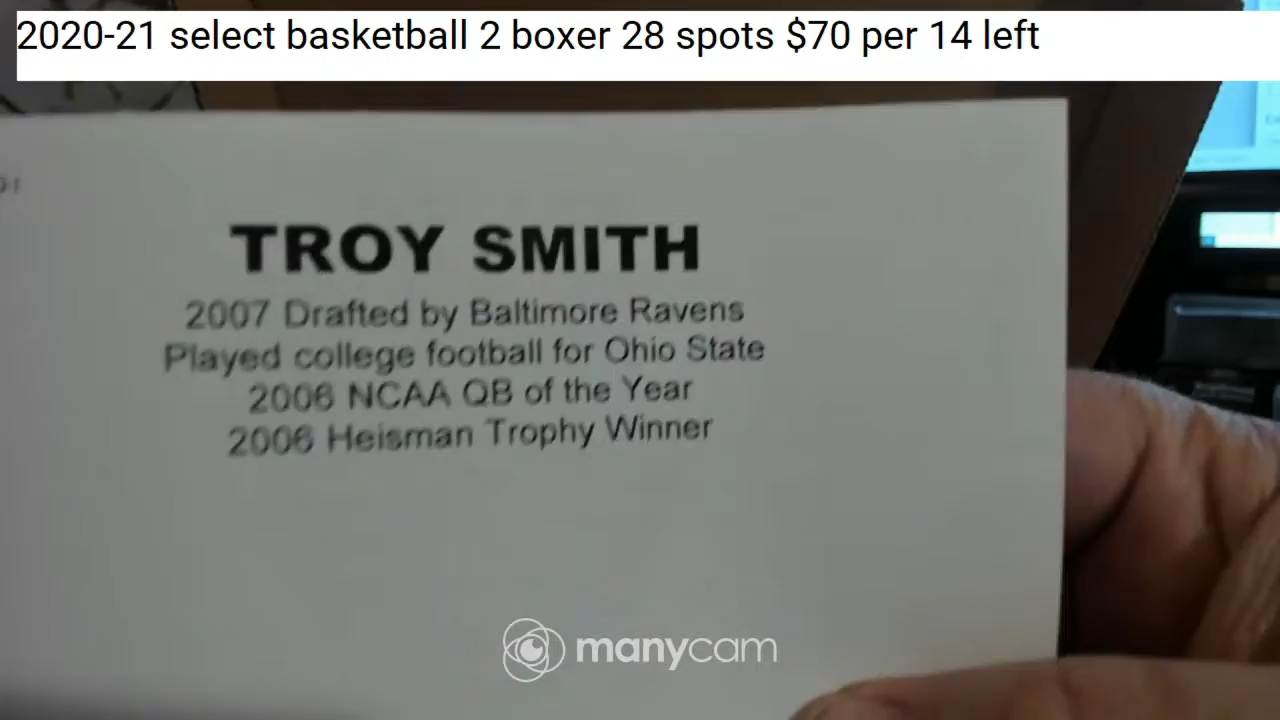 2020-21 select basketball 2 boxer 28 spots $70 per 14 left
TROY SMITH
2007 Drafted by Baltimore Ravens
Played college football for Ohio State
2006 NCAA QB of the Year
2006 Heisman Trophy Winner
manycam